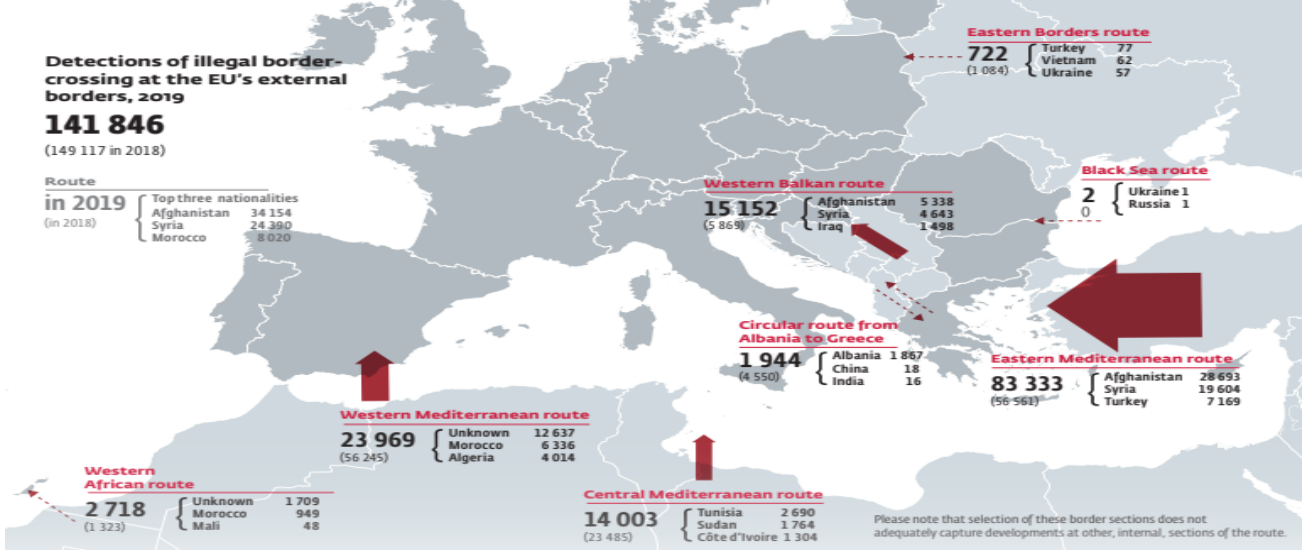 Detections of illegal border-
crossing at the EU's external
borders, 2019
141 846
(149 117 in 2018)
Route
in 2019
(in 2018)
Top three nationalities
Afghanistan 34 154
Syria 24 390
Morocco 8 020
Eastern Borders route
722
(1 084)
Turkey 77
Vietnam 62
Ukraine 57
Black Sea route
2
0
Ukraine 1
Russia 1
Western Balkan route
15 152
(5 869)
Afghanistan 5 338
Syria 4 643
Iraq 1 498
Circular route from
Albania to Greece
1 944
(4 550)
Albania 1 867
China 18
India 16
Eastern Mediterranean route
83 333
(56 561)
Afghanistan 28 693
Syria 19 604
Turkey 7 169
Western Mediterranean route
23 969
(56 245)
Unknown 12 637
Morocco 6 336
Algeria 4 014
Western
African route
2 718
(1 323)
Unknown 1 709
Morocco 949
Mali 48
Central Mediterranean route
14 003
(23 485)
Tunisia 2 690
Sudan 1 764
Côte d'Ivoire 1 304
Please note that selection of these border sections does not
adequately capture developments at other, internal, sections of the route.